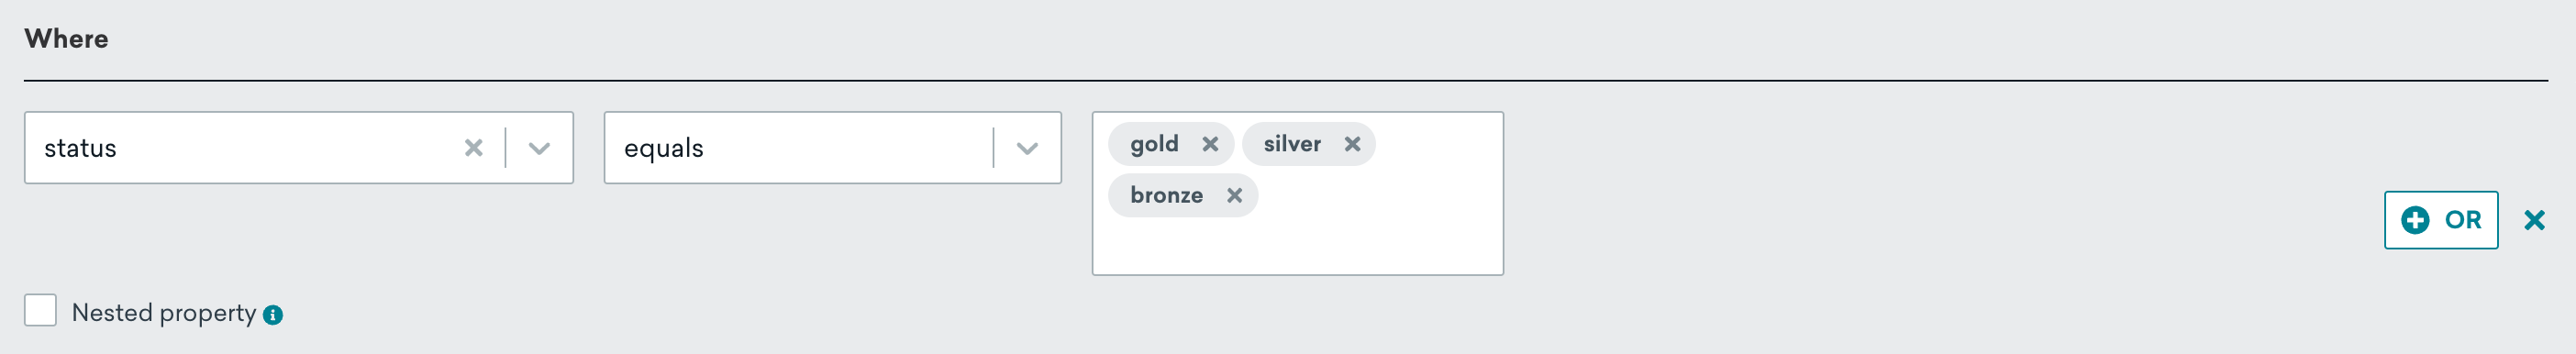 Where
status
equals
gold
silver
bronze
OR
Nested property